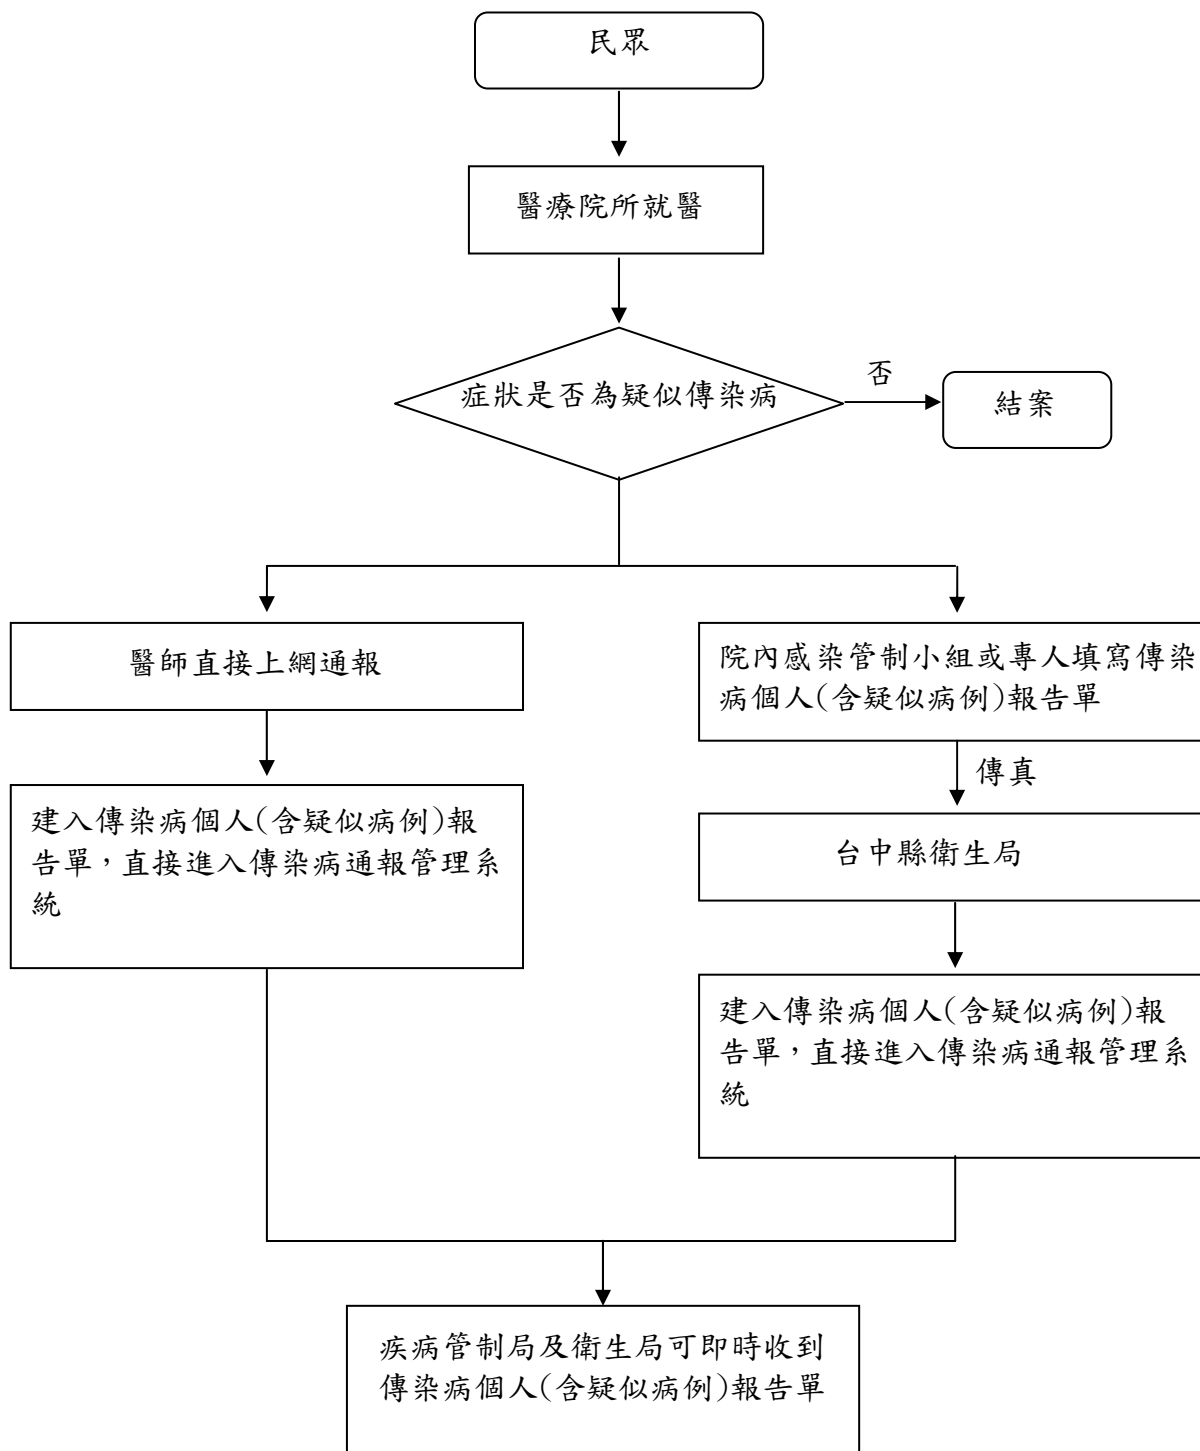 民眾
醫療院所就醫
症狀是否為疑似傳染病
否
結案
醫師直接上網通報
院內感染管制小組或專人填寫傳染
病個人(含疑似病例)報告單
傳真
建入傳染病個人(含疑似病例)報
告單，直接進入傳染病通報管理系
統
台中縣衛生局
建入傳染病個人(含疑似病例)報
告單，直接進入傳染病通報管理系
統
疾病管制局及衛生局可即時收到
傳染病個人(含疑似病例)報告單